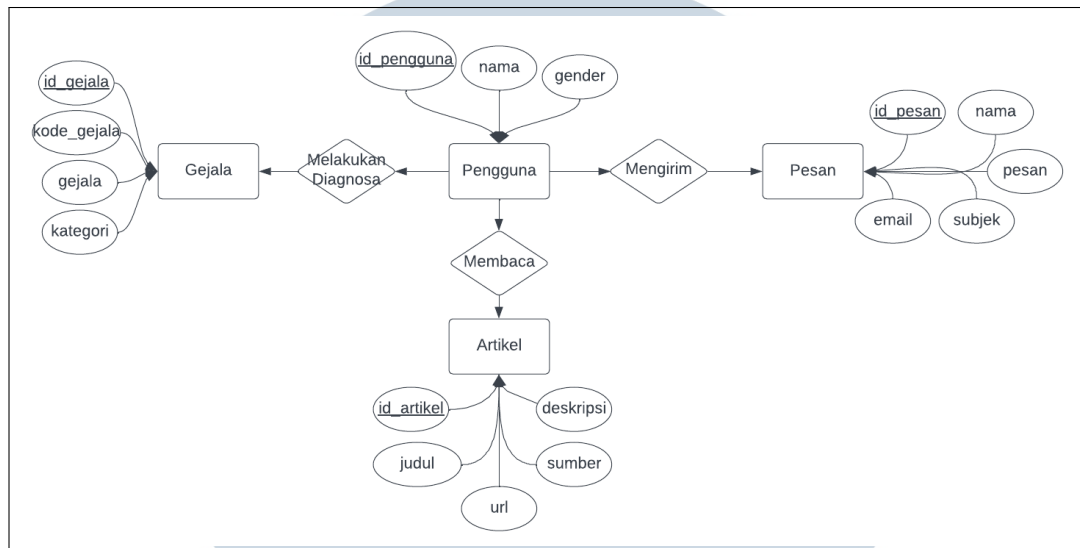 id_pengguna
nama
gender
id_gejala
kode_gejala
gejala
kategori
Gejala
Melakukan
Diagnosa
Pengguna
Mengirim
Pesan
id_pesan
nama
pesan
email
subjek
Membaca
Artikel
id_artikel
deskripsi
judul
sumber
url